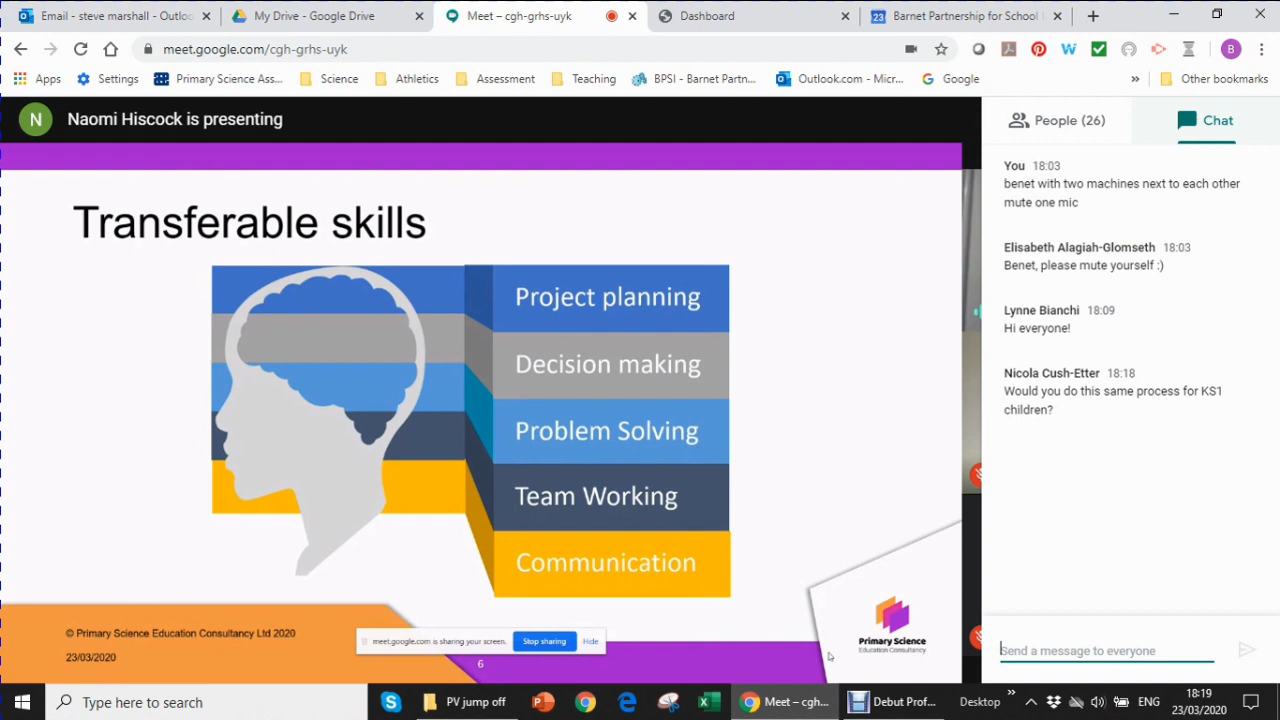 Email - steve marshall - Outloo
My Drive - Google Drive
Meet – cgh-grhs-uyk
Dashboard
23
Barnet Partnership for School I
meet.google.com/cgh-grhs-uyk
B
Apps
Settings
Primary Science Ass...
Science
Athletics
Assessment
Teaching
BPSI - Barnet Partn...
Outlook.com - Micr...
Google
»
Other bookmarks
N
Naomi Hiscock is presenting
People (26)
Chat
Transferable skills
Project planning
Decision making
Problem Solving
Team Working
Communication
You 18:03
benet with two machines next to each other
mute one mic
Elisabeth Alagiah-Glomseth 18:03
Benet, please mute yourself :)
Lynne Bianchi 18:09
Hi everyone!
Nicola Cush-Etter 18:18
Would you do this same process for KS1
children?
© Primary Science Education Consultancy Ltd 2020
23/03/2020
meet.google.com is sharing your screen.
Stop sharing
Hide
6
Primary Science
Education Consultancy
Send a message to everyone
Type here to search
PV jump off
Meet – cgh-...
Debut Prof...
Desktop
»
ENG
18:19
23/03/2020